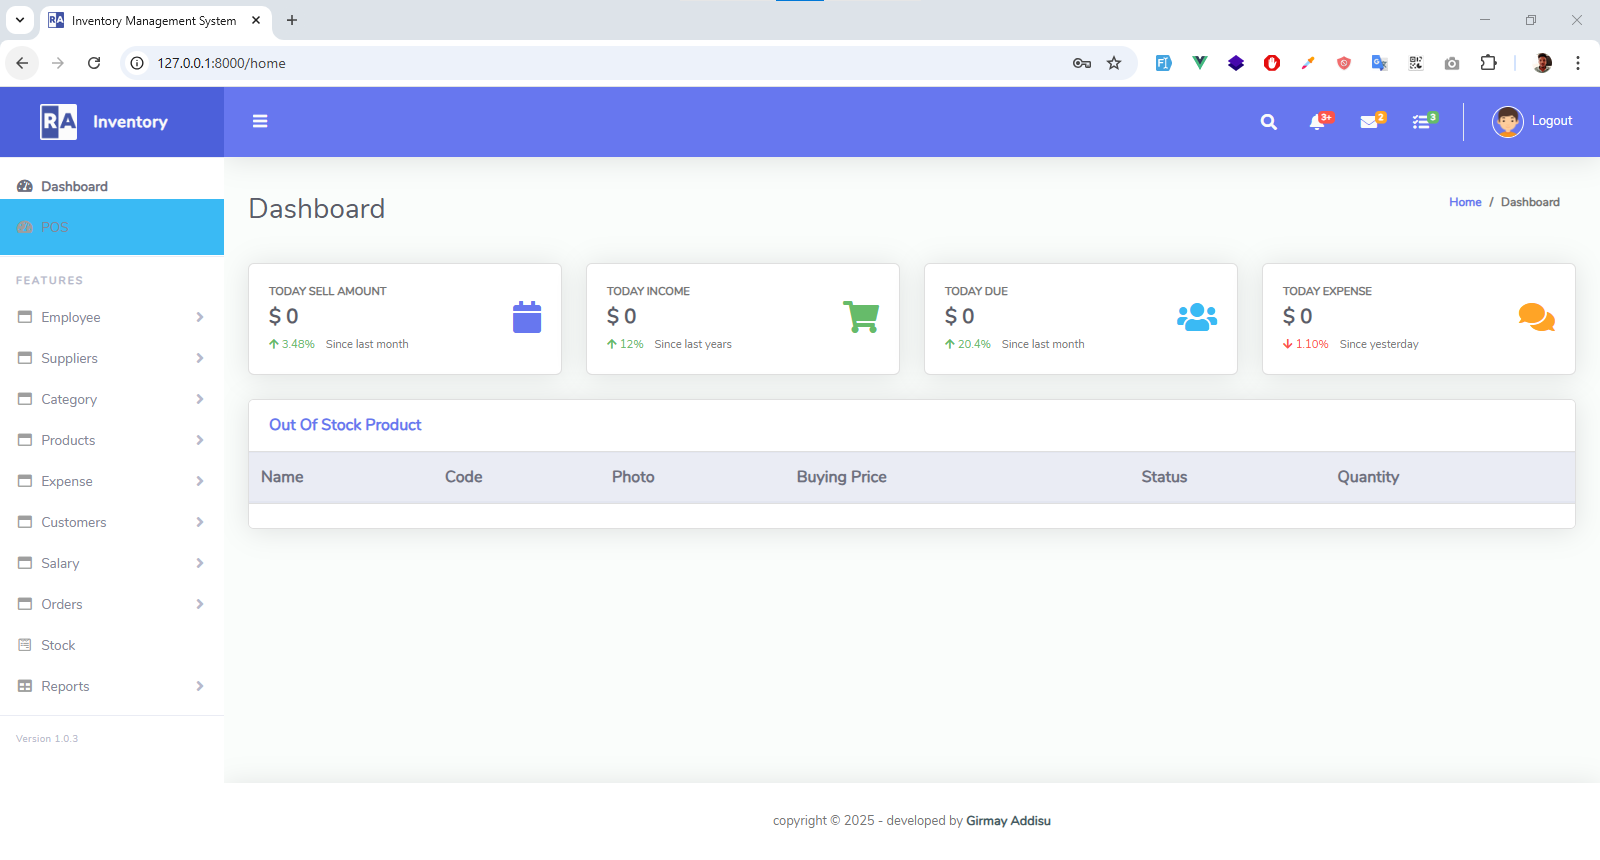 Inventory Management System
127.0.0.1:8000/home
RA Inventory
3+
2
3
Logout
Dashboard
POS
FEATURES
Employee
Suppliers
Category
Products
Expense
Customers
Salary
Orders
Stock
Reports
Version 1.0.3
Dashboard
Home / Dashboard
TODAY SELL AMOUNT
$ 0
3.48% Since last month
TODAY INCOME
$ 0
12% Since last years
TODAY DUE
$ 0
20.4% Since last month
TODAY EXPENSE
$ 0
1.10% Since yesterday
Out Of Stock Product
Name Code Photo Buying Price Status Quantity
copyright © 2025 - developed by Girmay Addisu